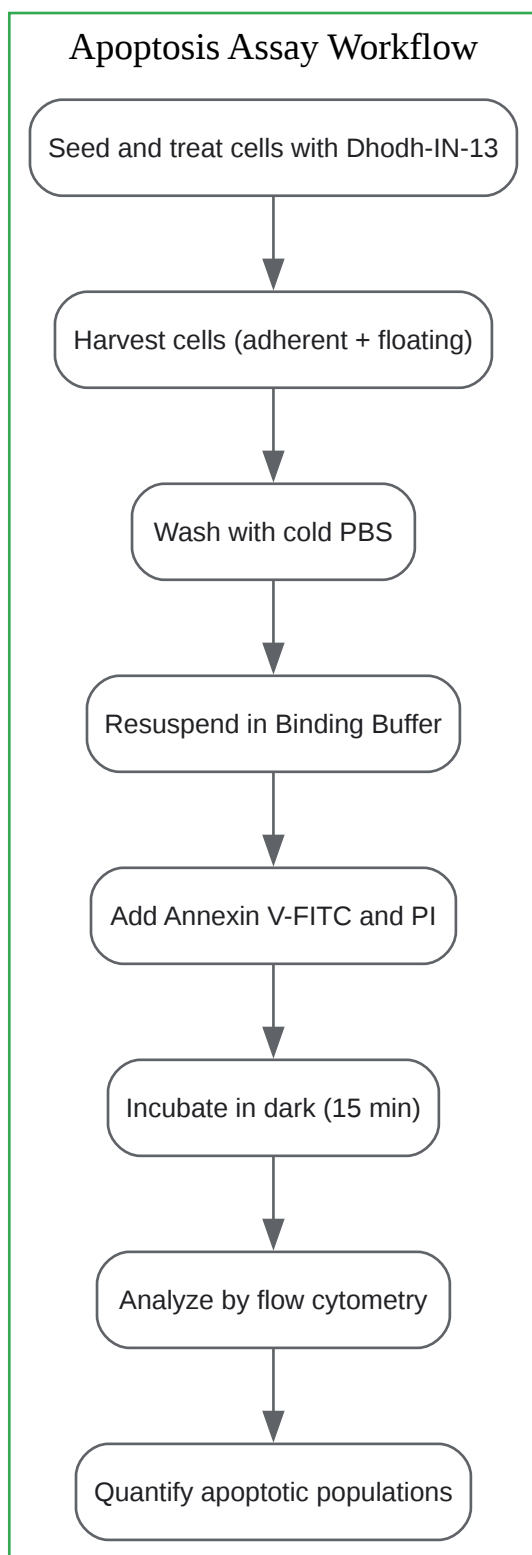 Apoptosis Assay Workflow
Seed and treat cells with Dhodh-IN-13
Harvest cells (adherent + floating)
Wash with cold PBS
Resuspend in Binding Buffer
Add Annexin V-FITC and PI
Incubate in dark (15 min)
Analyze by flow cytometry
Quantify apoptotic populations